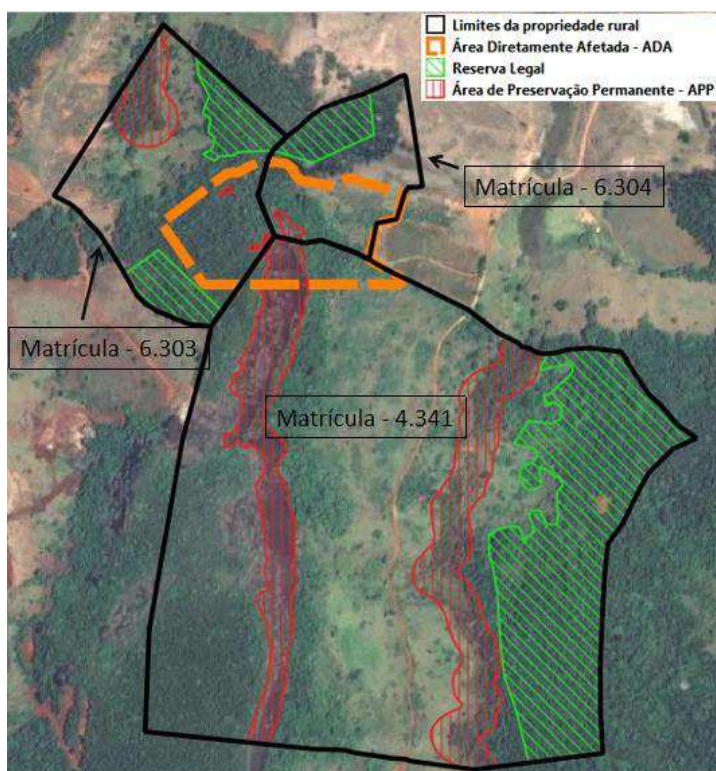 Limites da propriedade rural
Área Diretamente Afetada - ADA
Reserva Legal
Área de Preservação Permanente - APP
Matrícula - 6.304
Matrícula - 6.303
Matrícula - 4.341